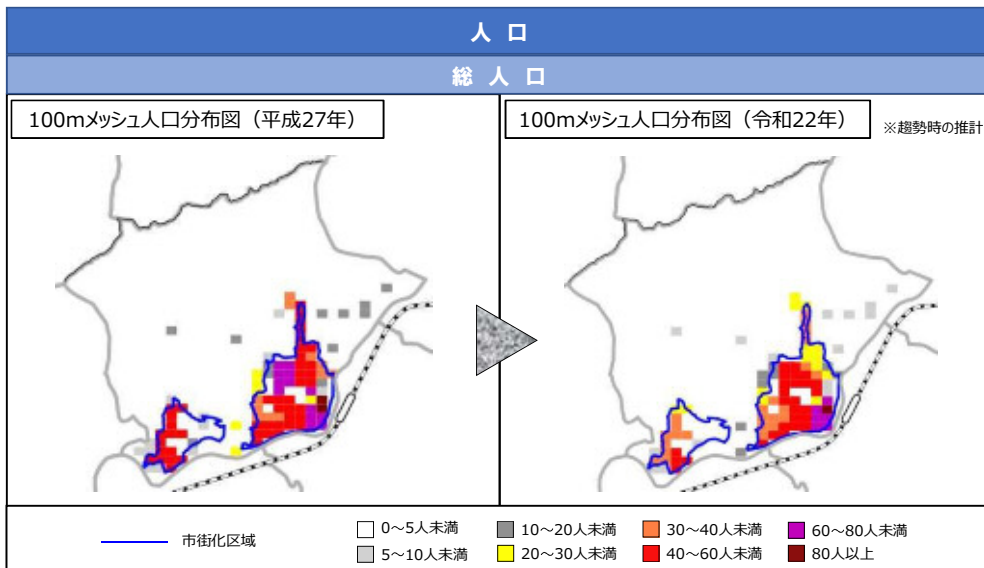 人 口
総 人 口
100mメッシュ人口分布図（平成27年）
100mメッシュ人口分布図（令和22年）
※趨勢時の推計
市街化区域
0～5人未満
10～20人未満
30～40人未満
60～80人未満
5～10人未満
20～30人未満
40～60人未満
80人以上